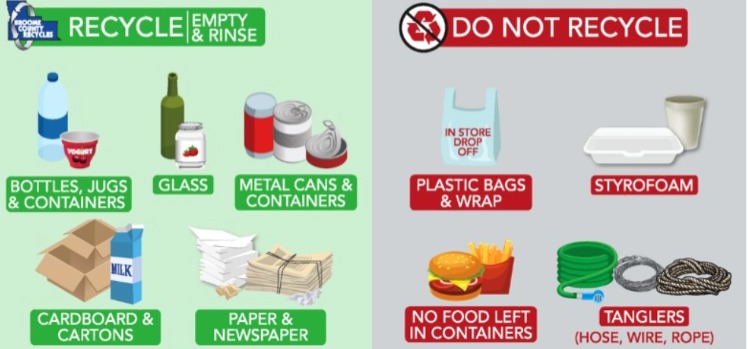 BROOME
COUNTY
RECYCLES
RECYCLE
EMPTY
& RINSE
YOGURT
BOTTLES, JUGS
& CONTAINERS
GLASS
METAL CANS &
CONTAINERS
MILK
CARDBOARD &
CARTONS
PAPER &
NEWSPAPER
DO NOT RECYCLE
IN STORE
DROP
OFF
PLASTIC BAGS
& WRAP
STYROFOAM
NO FOOD LEFT
IN CONTAINERS
TANGLERS
(HOSE, WIRE, ROPE)